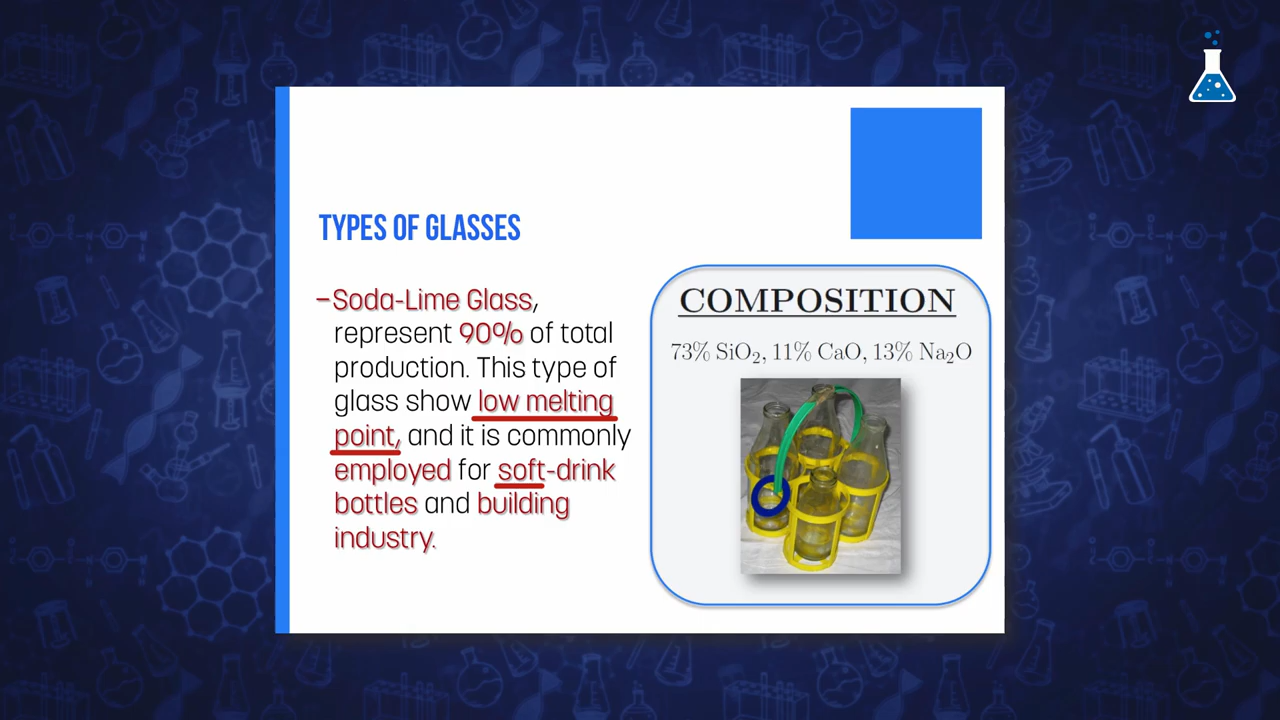 TYPES OF GLASSES
–Soda-Lime Glass,
represent 90% of total
production. This type of
glass show low melting
point, and it is commonly
employed for soft-drink
bottles and building
industry.
COMPOSITION
73% SiO₂, 11% CaO, 13% Na₂O